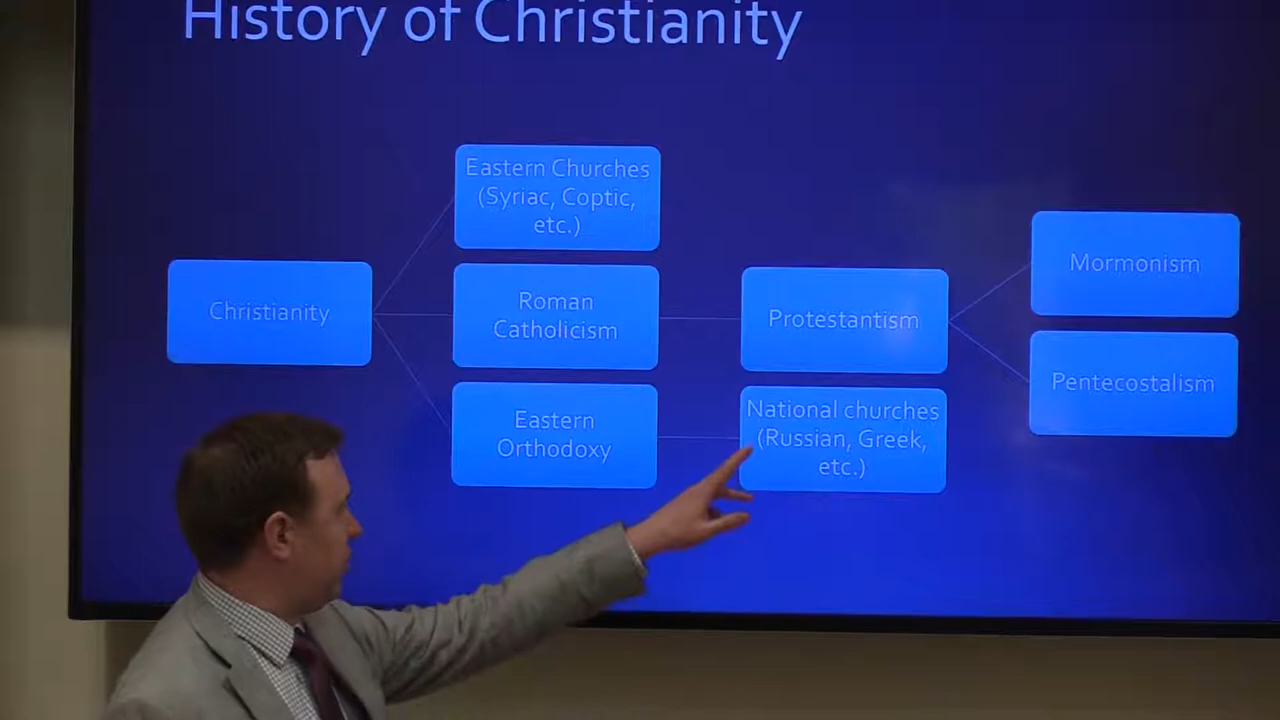 History of Christianity
Christianity
Eastern Churches
(Syriac, Coptic,
etc.)
Roman
Catholicism
Eastern
Orthodoxy
Protestantism
National churches
(Russian, Greek,
etc.)
Mormonism
Pentecostalism